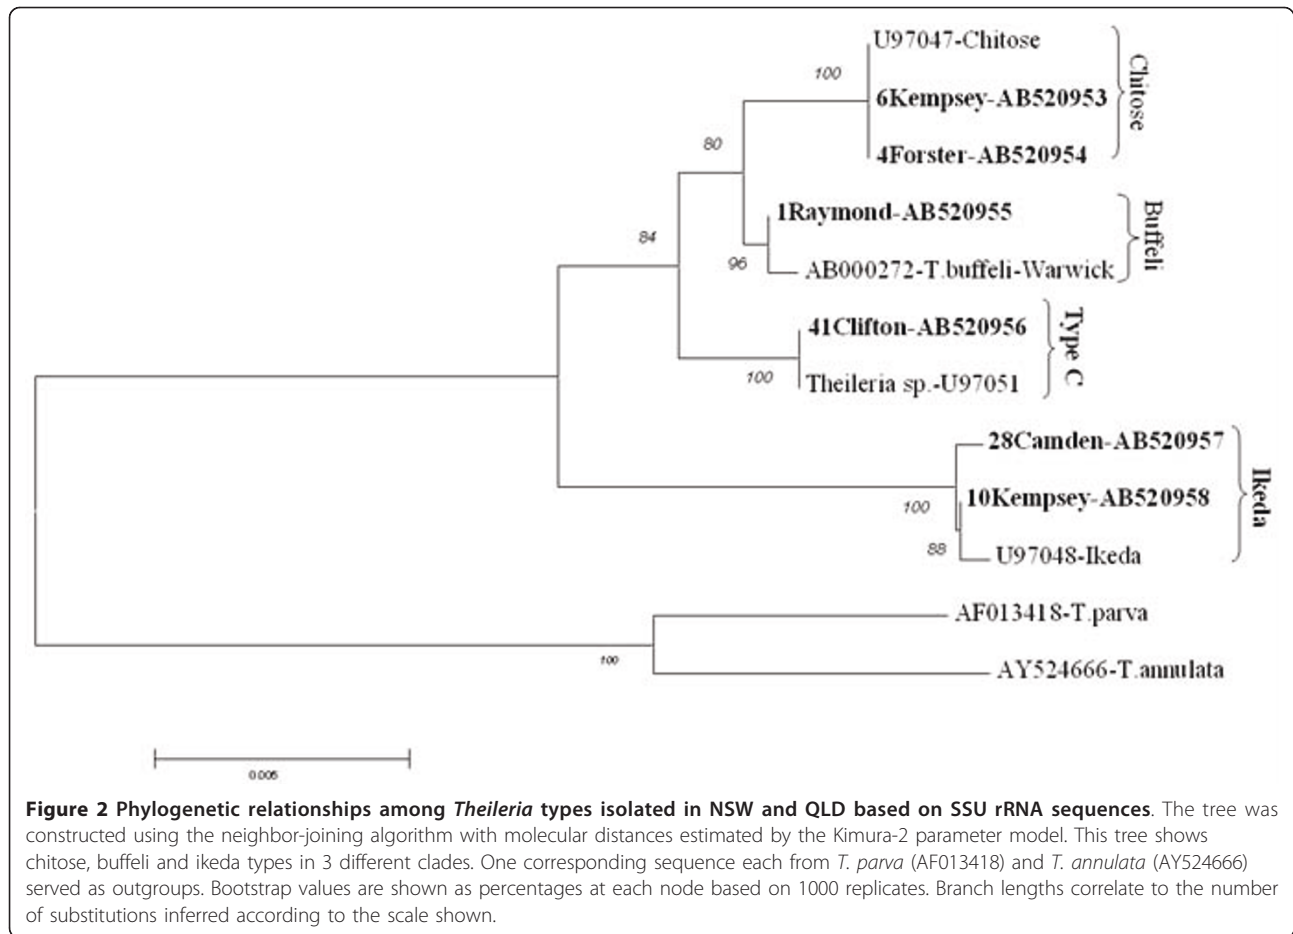 U97047-Chitose
100
6Kempsey-AB520953
4Forster-AB520954
Chitose
80
1Raymond-AB520955
96
AB000272-T.buffeli-Warwick
Buffeli
84
41Clifton-AB520956
100
Theileria sp.-U97051
Type C
28Camden-AB520957
100
10Kempsey-AB520958
88
U97048-Ikeda
Ikeda
AF013418-T.parva
100
AY524666-T.annulata
0.005
Figure 2 Phylogenetic relationships among Theileria types isolated in NSW and QLD based on SSU rRNA sequences. The tree was
constructed using the neighbor-joining algorithm with molecular distances estimated by the Kimura-2 parameter model. This tree shows
chitose, buffeli and ikeda types in 3 different clades. One corresponding sequence each from T. parva (AF013418) and T. annulata (AY524666)
served as outgroups. Bootstrap values are shown as percentages at each node based on 1000 replicates. Branch lengths correlate to the number
of substitutions inferred according to the scale shown.